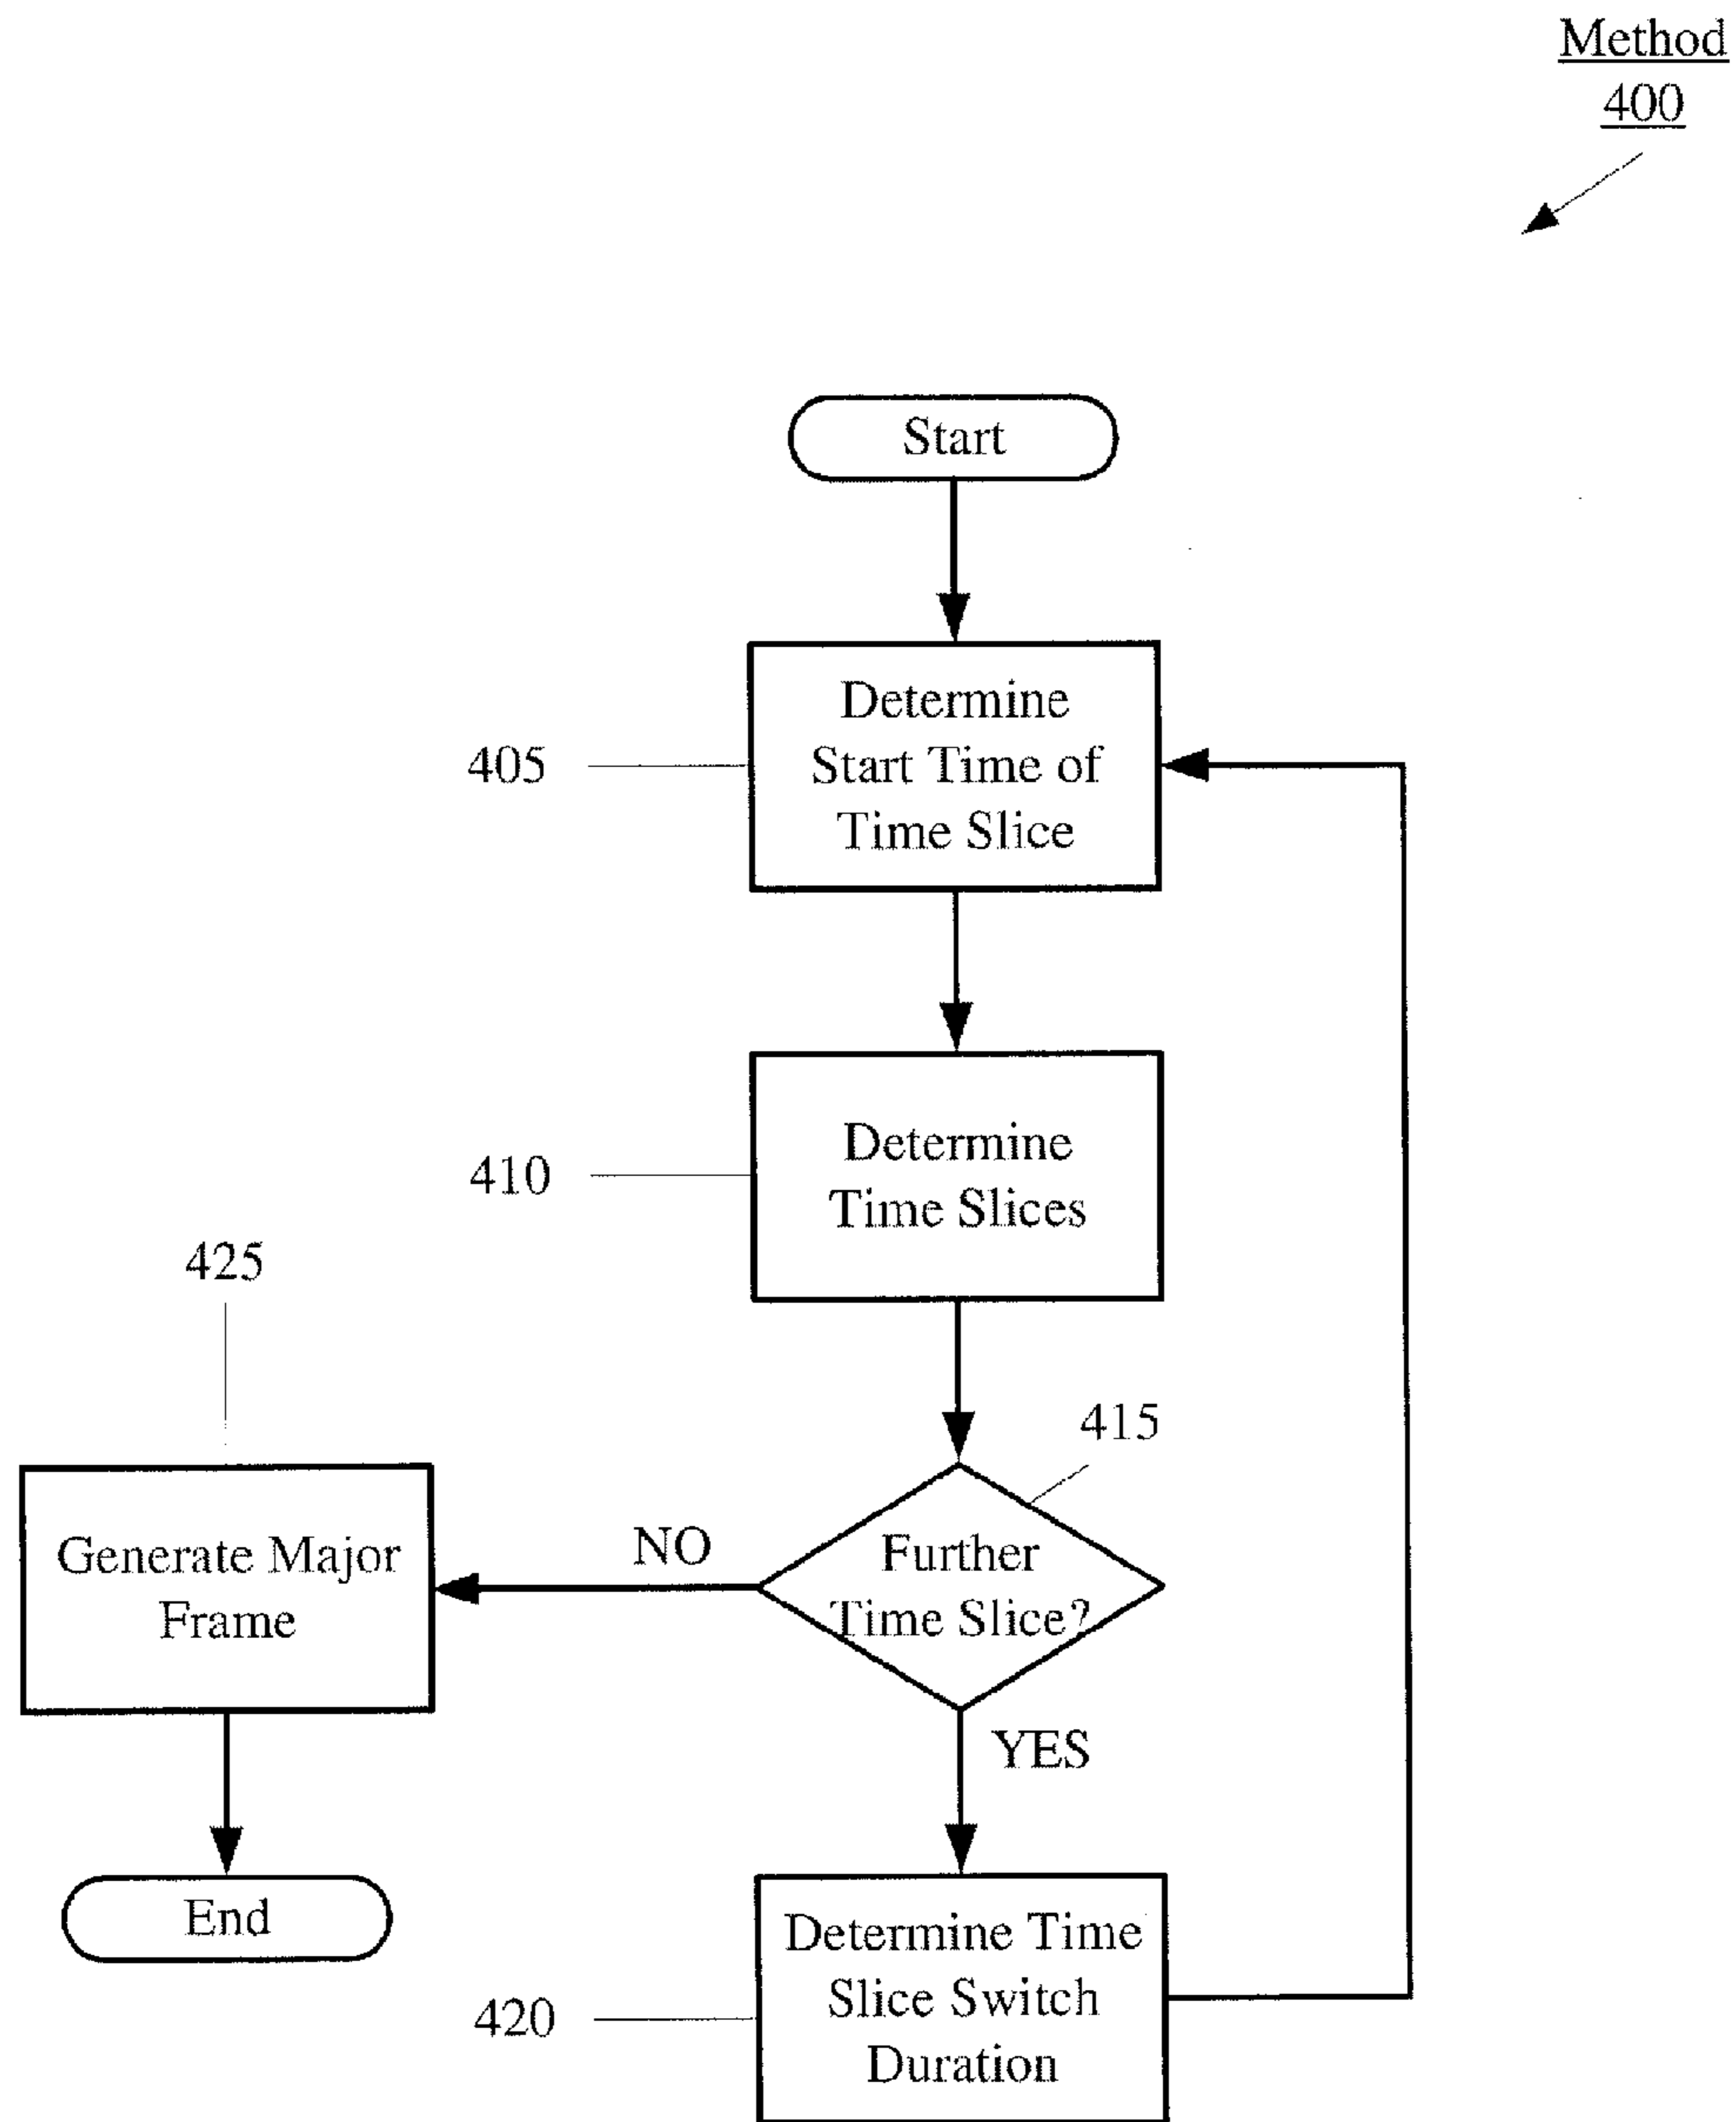 Method
400
Start
405
Determine
Start Time of
Time Slice
410
Determine
Time Slices
425
415
Generate Major
Frame
NO
Further
Time Slice?
YES
End
420
Determine Time
Slice Switch
Duration